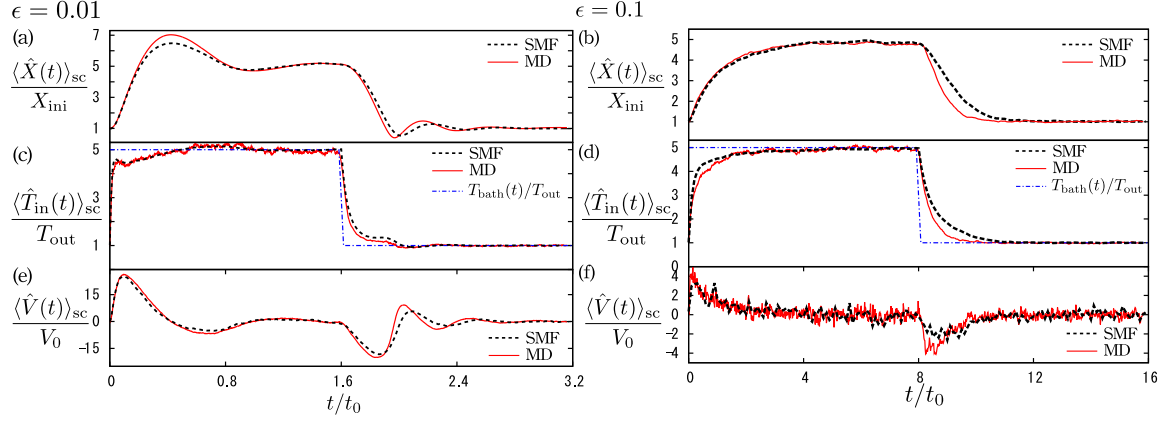 ϵ = 0.01
ϵ = 0.1
(a)
⟨X̂(t)⟩sc
Xini
7
5
3
1
SMF
MD
(b)
⟨X̂(t)⟩sc
Xini
5
4
3
2
1
SMF
MD
(c)
⟨T̂in(t)⟩sc
Tout
5
3
1
SMF
MD
Tbath(t)/Tout
(d)
⟨T̂in(t)⟩sc
Tout
5
4
3
2
1
SMF
MD
Tbath(t)/Tout
(e)
⟨V̂(t)⟩sc
V0
15
0
-15
SMF
MD
0
0.8
1.6
2.4
3.2
t/t0
(f)
⟨V̂(t)⟩sc
V0
4
2
0
-2
-4
SMF
MD
0
4
8
12
16
t/t0